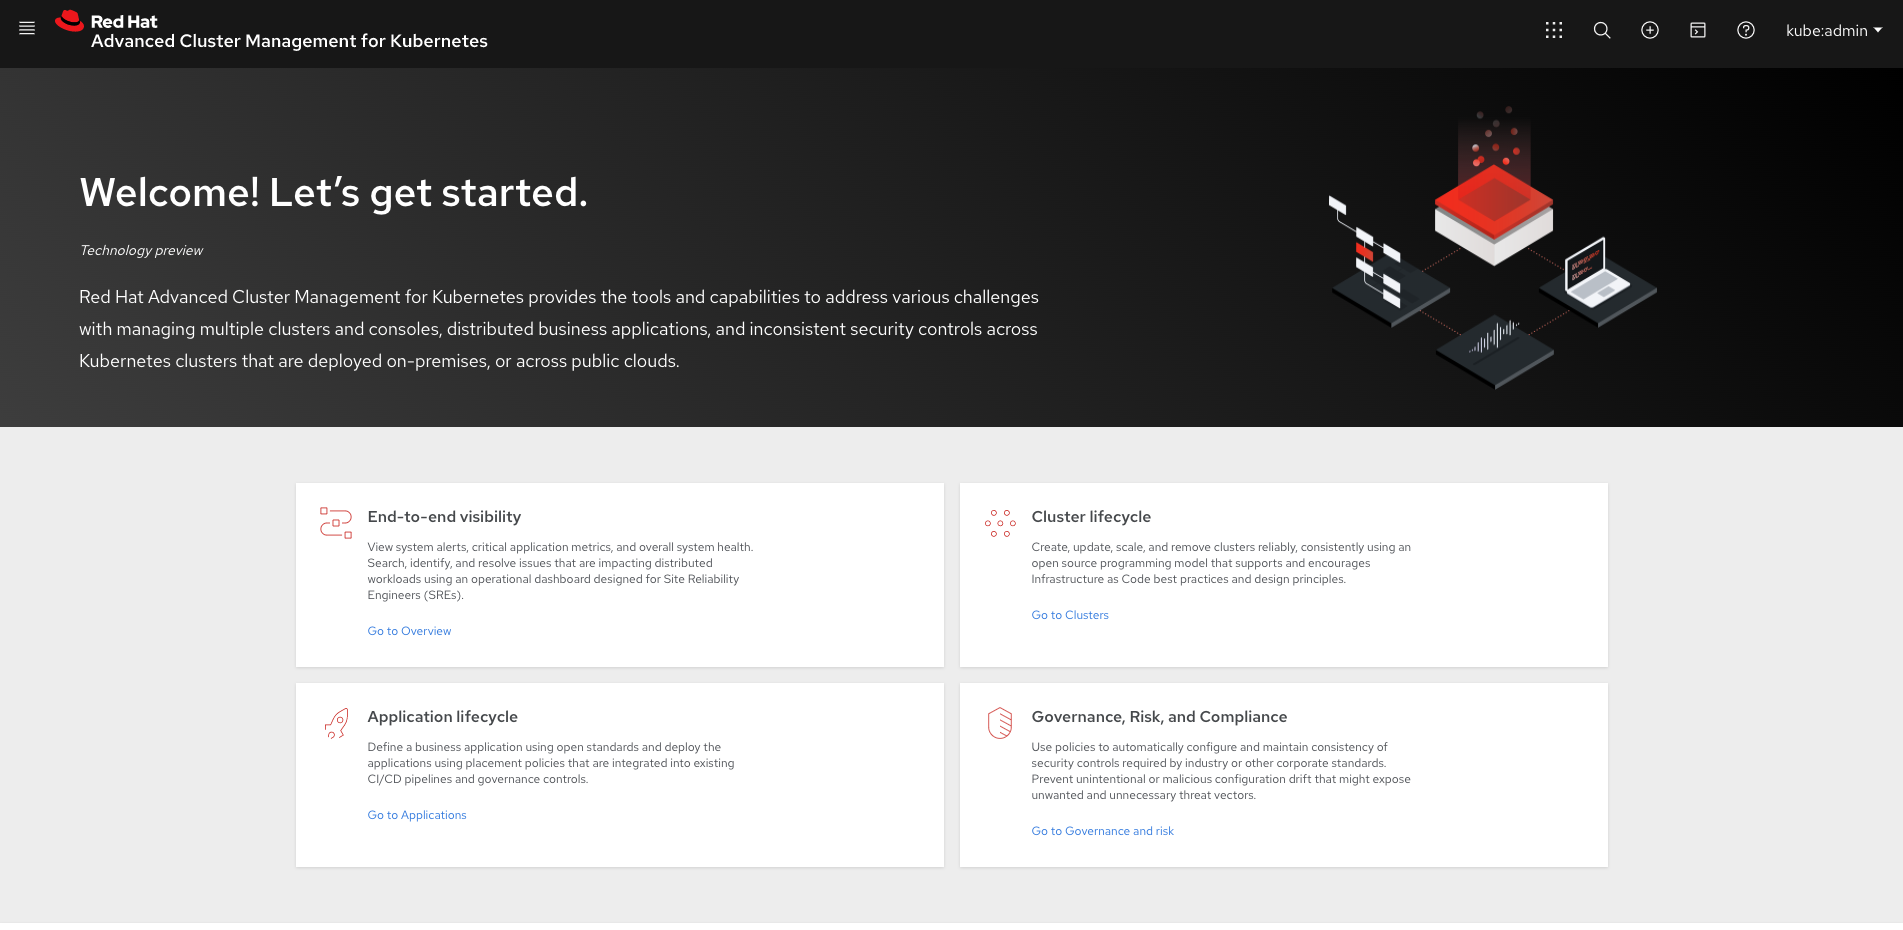 Red Hat
Advanced Cluster Management for Kubernetes
kube:admin
Welcome! Let’s get started.
Technology preview
Red Hat Advanced Cluster Management for Kubernetes provides the tools and capabilities to address various challenges
with managing multiple clusters and consoles, distributed business applications, and inconsistent security controls across
Kubernetes clusters that are deployed on-premises, or across public clouds.
End-to-end visibility
View system alerts, critical application metrics, and overall system health.
Search, identify, and resolve issues that are impacting distributed
workloads using an operational dashboard designed for Site Reliability
Engineers (SREs).
Go to Overview
Cluster lifecycle
Create, update, scale, and remove clusters reliably, consistently using an
open source programming model that supports and encourages
Infrastructure as Code best practices and design principles.
Go to Clusters
Application lifecycle
Define a business application using open standards and deploy the
applications using placement policies that are integrated into existing
CI/CD pipelines and governance controls.
Go to Applications
Governance, Risk, and Compliance
Use policies to automatically configure and maintain consistency of
security controls required by industry or other corporate standards.
Prevent unintentional or malicious configuration drift that might expose
unwanted and unnecessary threat vectors.
Go to Governance and risk